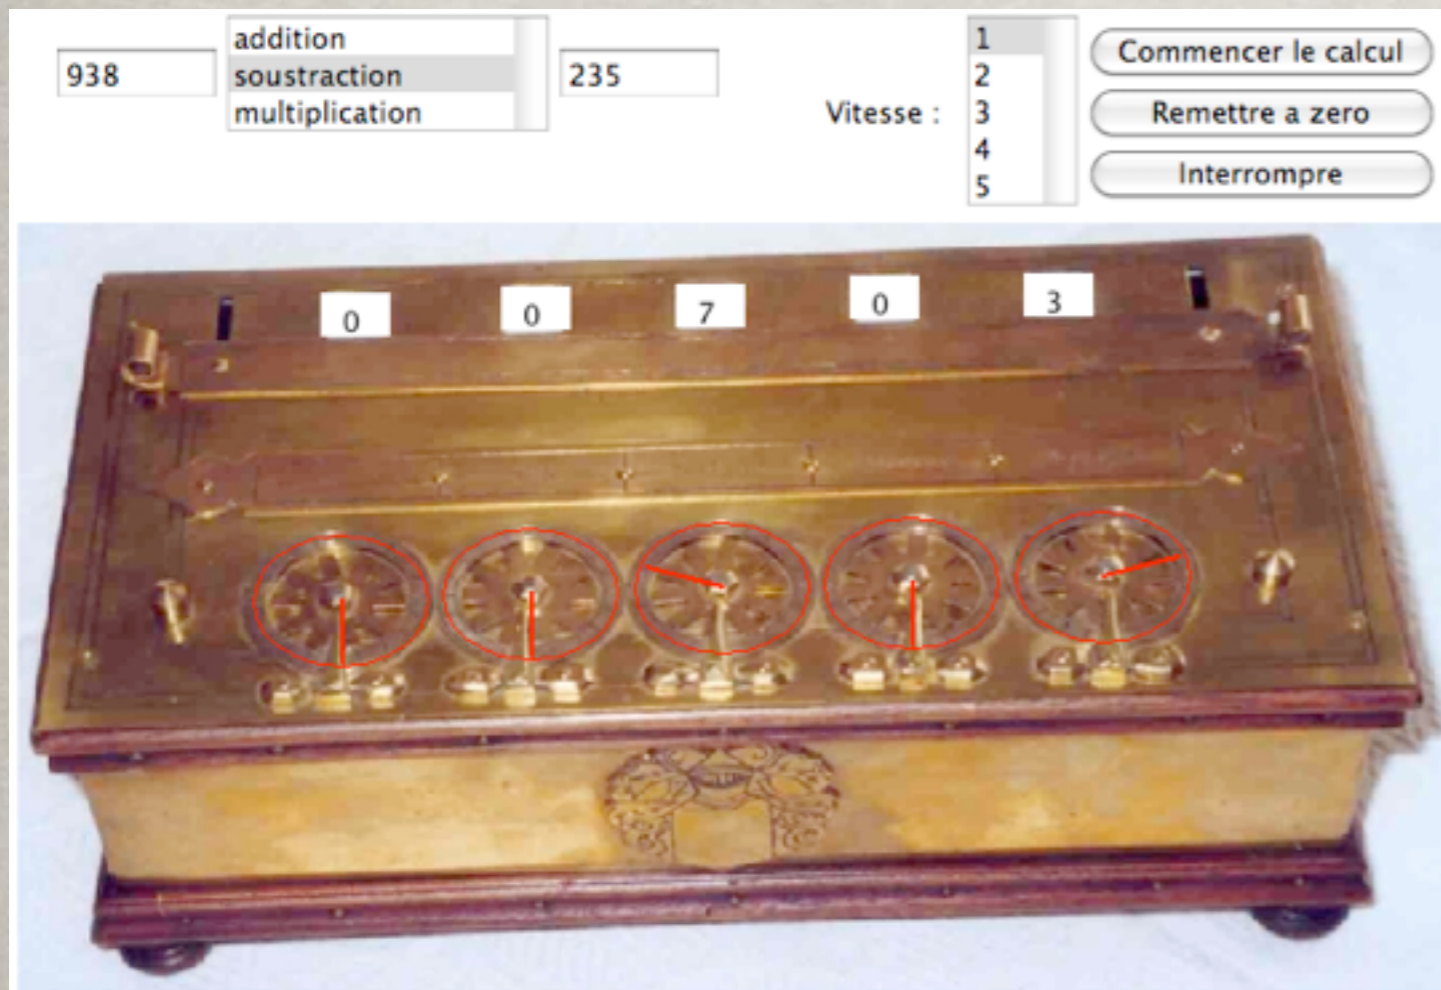 938
addition
soustraction
multiplication
235
Vitesse :
1
2
3
4
5
Commencer le calcul
Remettre a zero
Interrompre
0 0 7 0 3